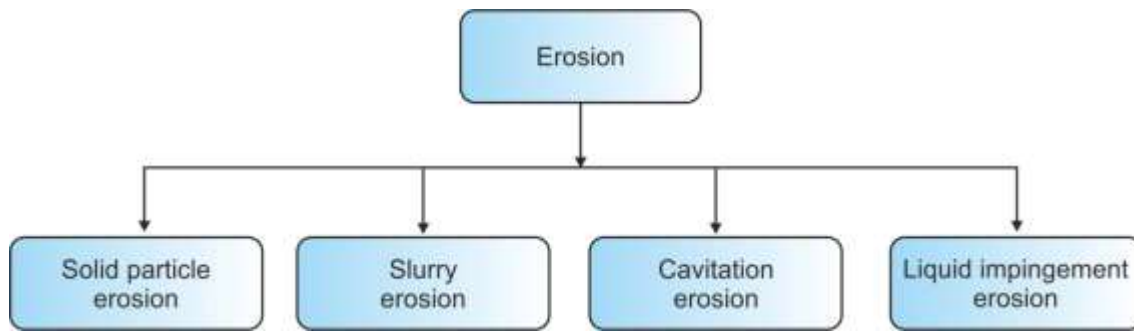 Erosion
Solid particle
erosion
Slurry
erosion
Cavitation
erosion
Liquid impingement
erosion